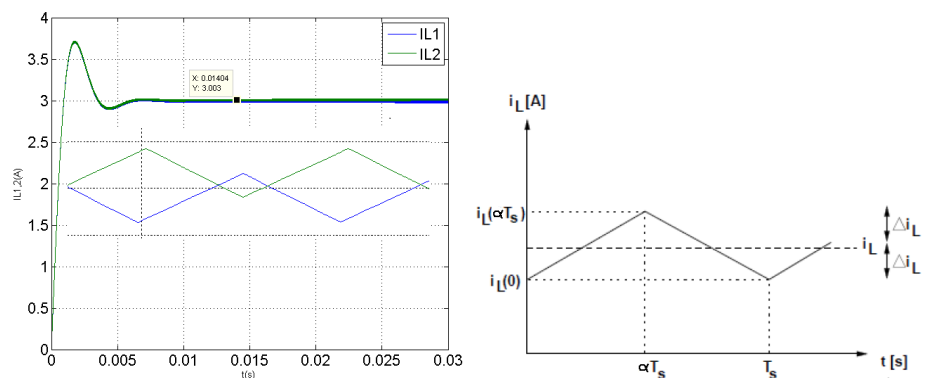 IL1
IL2
4
3.5
3
2.5
2
1.5
1
0.5
0
IL1,2(A)
X: 0.01404
Y: 3.003
0
0.005
0.01
0.015
0.02
0.025
0.03
t(s)
i_L [A]
i_L(αT_s)
i_L(0)
△i_L
i_L
△i_L
αT_s
T_s
t [s]